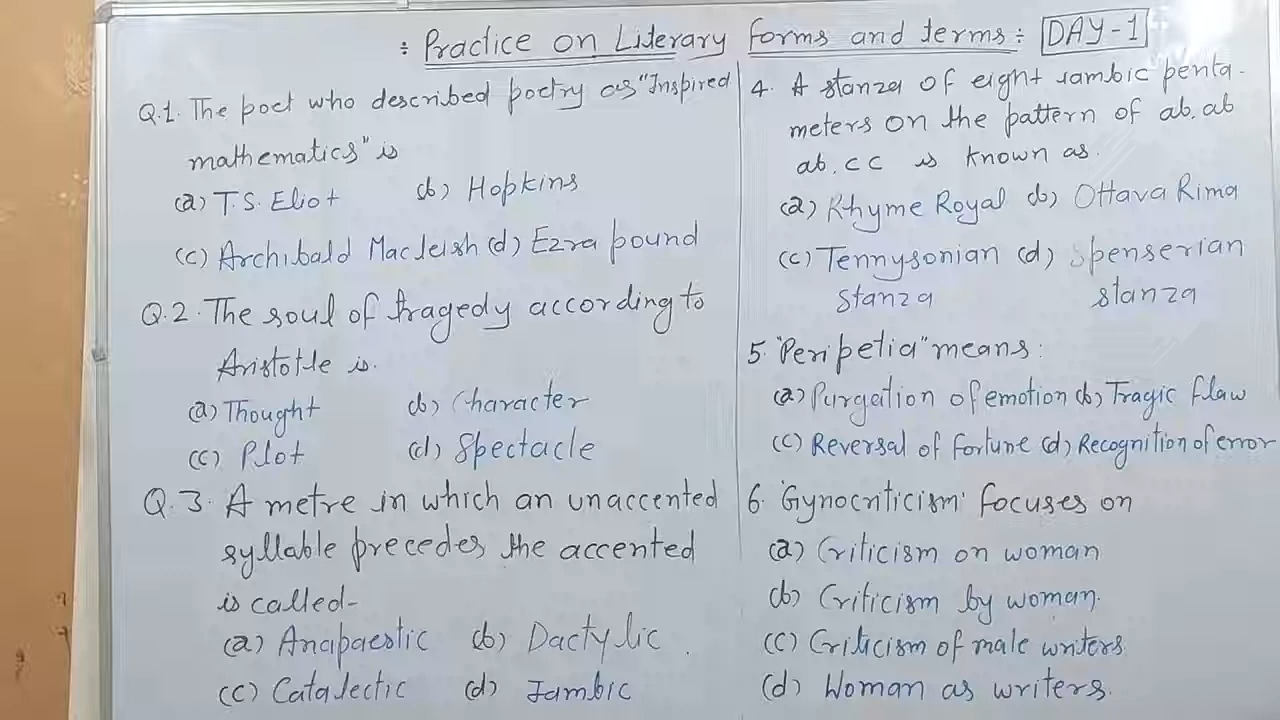 : Practice on Literary forms and terms : DAY-1
Q.1. The poet who described poetry as "Inspired
mathematics" is
(a) T.S. Eliot (b) Hopkins
(c) Archibald Macleish (d) Ezra pound
Q.2. The soul of tragedy according to
Aristotle is.
(a) Thought (b) Character
(c) Plot (d) Spectacle
Q.3. A metre in which an unaccented
syllable precedes the accented
is called-
(a) Anapaestic (b) Dactylic.
(c) Catalectic (d) Iambic
4. A stanza of eight iambic penta-
meters on the pattern of ab, ab
ab, cc is known as.
(a) Rhyme Royal (b) Ottava Rima
(c) Tennysonian (d) Spenserian
Stanza stanza
5. "Peripetia" means:
(a) Purgation of emotion (b) Tragic flaw
(c) Reversal of fortune (d) Recognition of error
6. 'Gynocriticism' focuses on
(a) Criticism on woman
(b) Criticism by woman.
(c) Criticism of male writers
(d) Woman as writers.